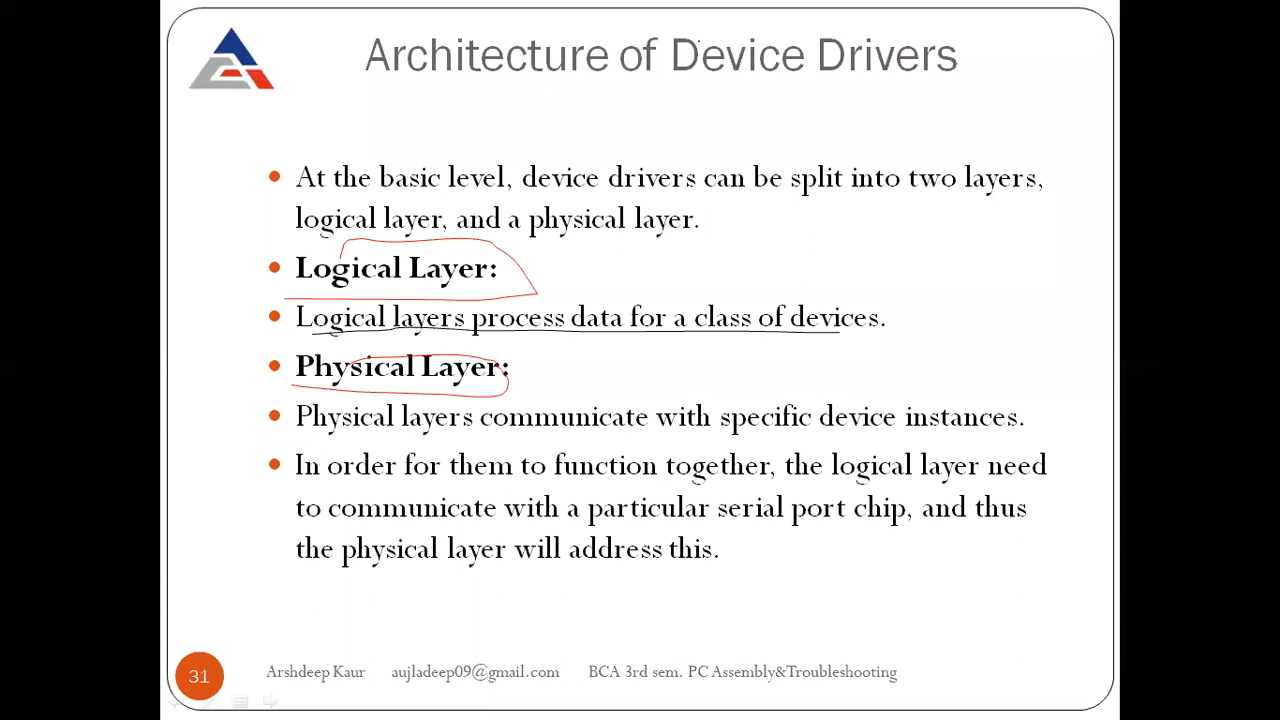 Architecture of Device Drivers
At the basic level, device drivers can be split into two layers,
logical layer, and a physical layer.
Logical Layer:
Logical layers process data for a class of devices.
Physical Layer:
Physical layers communicate with specific device instances.
In order for them to function together, the logical layer need
to communicate with a particular serial port chip, and thus
the physical layer will address this.
31 Arshdeep Kaur aujladeep09@gmail.com BCA 3rd sem. PC Assembly&Troubleshooting